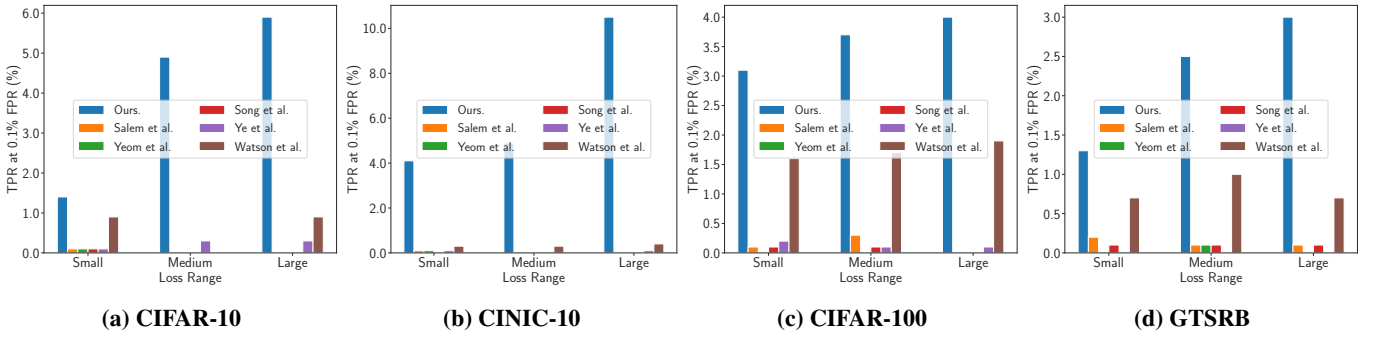 6.0
5.0
4.0
3.0
2.0
1.0
0.0
TPR at 0.1% FPR (%)
Ours.
Salem et al.
Yeom et al.
Song et al.
Ye et al.
Watson et al.
Small
Medium
Large
Loss Range
(a) CIFAR-10
10.0
8.0
6.0
4.0
2.0
0.0
TPR at 0.1% FPR (%)
Ours.
Salem et al.
Yeom et al.
Song et al.
Ye et al.
Watson et al.
Small
Medium
Large
Loss Range
(b) CINIC-10
4.0
3.5
3.0
2.5
2.0
1.5
1.0
0.5
0.0
TPR at 0.1% FPR (%)
Ours.
Salem et al.
Yeom et al.
Song et al.
Ye et al.
Watson et al.
Small
Medium
Large
Loss Range
(c) CIFAR-100
3.0
2.5
2.0
1.5
1.0
0.5
0.0
TPR at 0.1% FPR (%)
Ours.
Salem et al.
Yeom et al.
Song et al.
Ye et al.
Watson et al.
Small
Medium
Large
Loss Range
(d) GTSRB